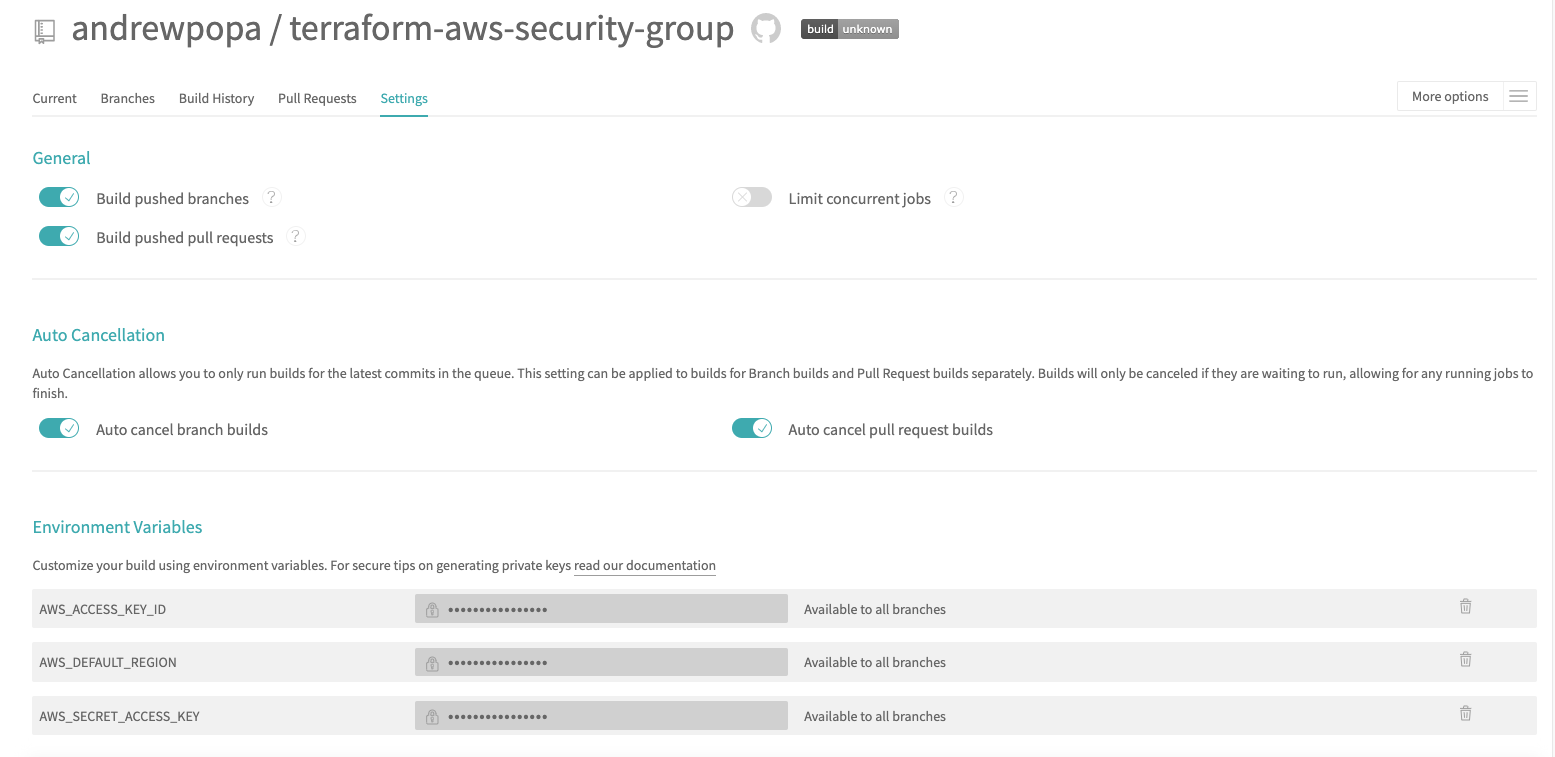 andrewpopa / terraform-aws-security-group build unknown
Current Branches Build History Pull Requests Settings More options
General
Build pushed branches ? Limit concurrent jobs ?
Build pushed pull requests ?
Auto Cancellation
Auto Cancellation allows you to only run builds for the latest commits in the queue. This setting can be applied to builds for Branch builds and Pull Request builds separately. Builds will only be canceled if they are waiting to run, allowing for any running jobs to
finish.
Auto cancel branch builds Auto cancel pull request builds
Environment Variables
Customize your build using environment variables. For secure tips on generating private keys read our documentation
AWS_ACCESS_KEY_ID •••••••••••••••• Available to all branches
AWS_DEFAULT_REGION •••••••••••••••• Available to all branches
AWS_SECRET_ACCESS_KEY •••••••••••••••• Available to all branches